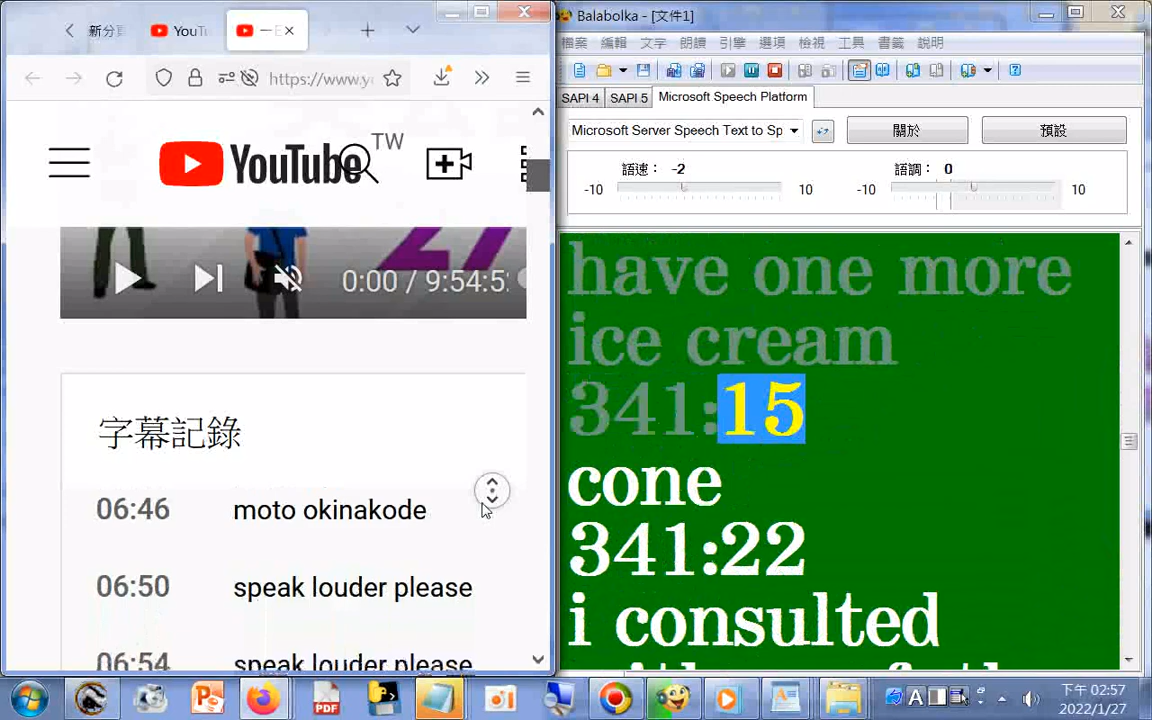 新分
YouT
一 E
https://www.y
TW
YouTube
27
0:00 / 9:54:5
字幕記錄
06:46 moto okinakode
06:50 speak louder please
06:54 speak louder please
Balabolka - [文件1]
檔案 編輯 文字 朗讀 引擎 選項 檢視 工具 書籤 說明
SAPI 4 SAPI 5 Microsoft Speech Platform
Microsoft Server Speech Text to Sp 關於 預設
語速： -2 語調： 0
-10 10 -10 10
have one more
ice cream
341:15
cone
341:22
i consulted
PDF
A
下午 02:57
2022/1/27